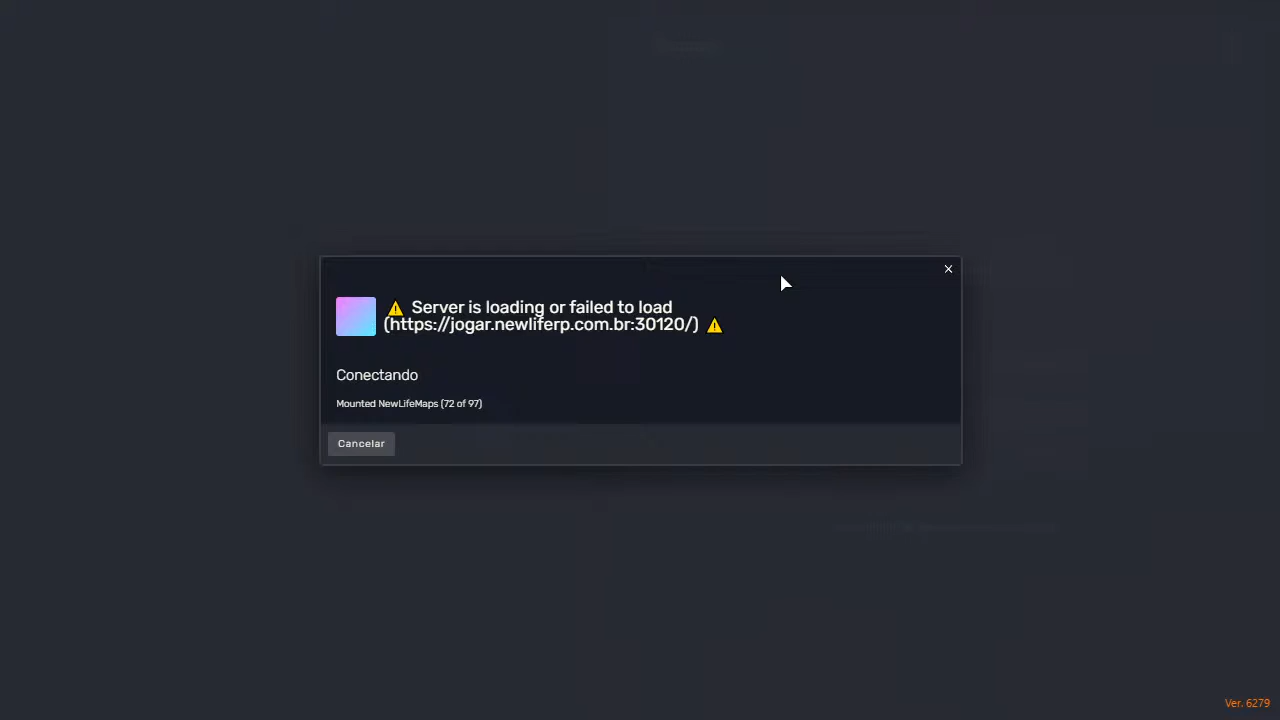 ⚠ Server is loading or failed to load
(https://jogar.newliferp.com.br:30120/) ⚠
Conectando
Mounted NewLifeMaps (72 of 97)
Cancelar
Ver. 6279